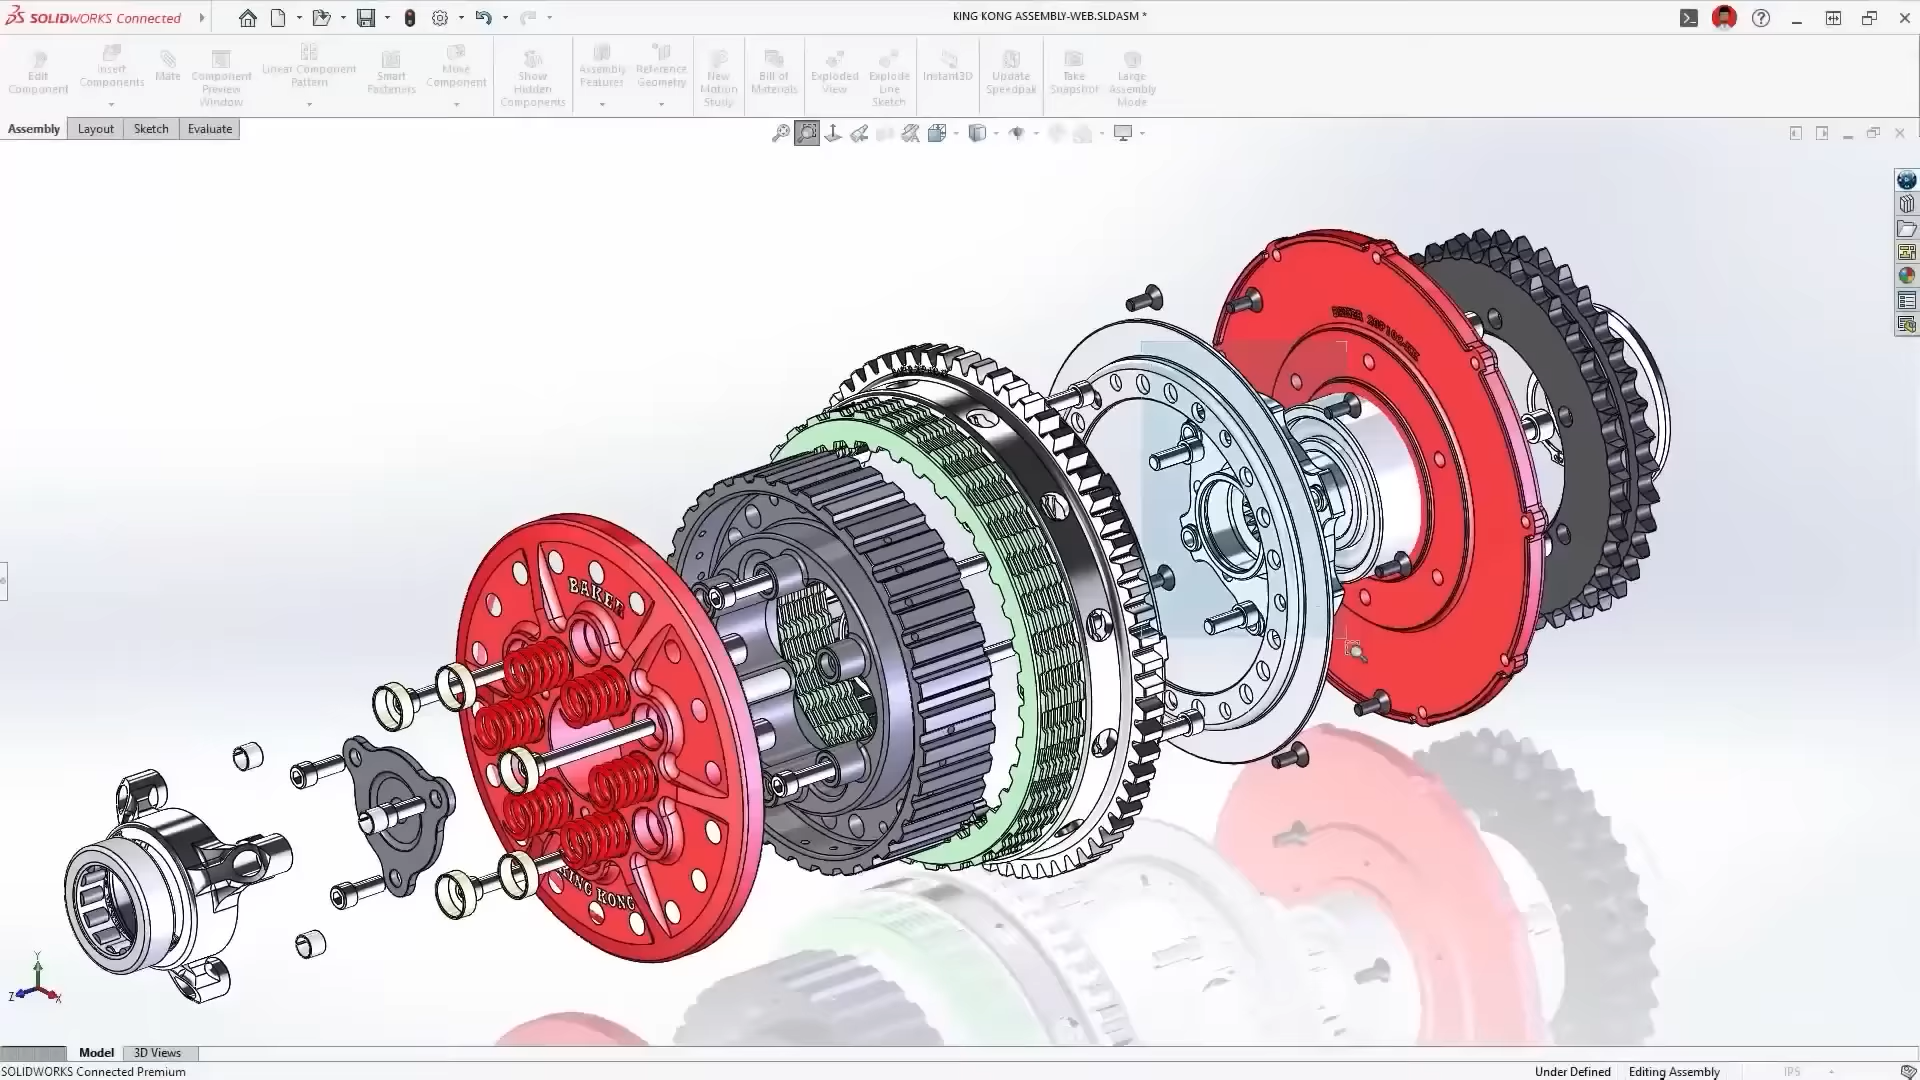 SOLIDWORKS Connected
KING KONG ASSEMBLY-WEB.SLDASM *
Edit Component
Insert Components
Mate
Component Preview Window
Linear Component Pattern
Smart Fasteners
Move Component
Show Hidden Components
Assembly Features
Reference Geometry
New Motion Study
Bill of Materials
Exploded View
Explode Line Sketch
Instant3D
Update Speedpak
Take Snapshot
Large Assembly Mode
Assembly
Layout
Sketch
Evaluate
BAKER
KING KONG
Y
Z
X
Model
3D Views
SOLIDWORKS Connected Premium
Under Defined
Editing Assembly
IPS